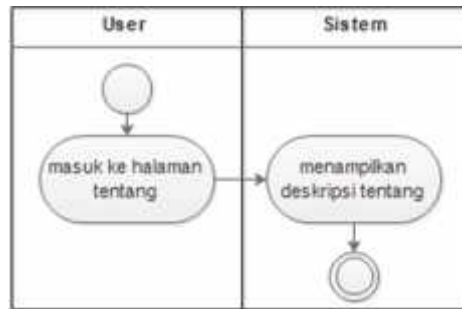 User
Sistem
masuk ke halaman
tentang
menampilkan
deskripsi tentang